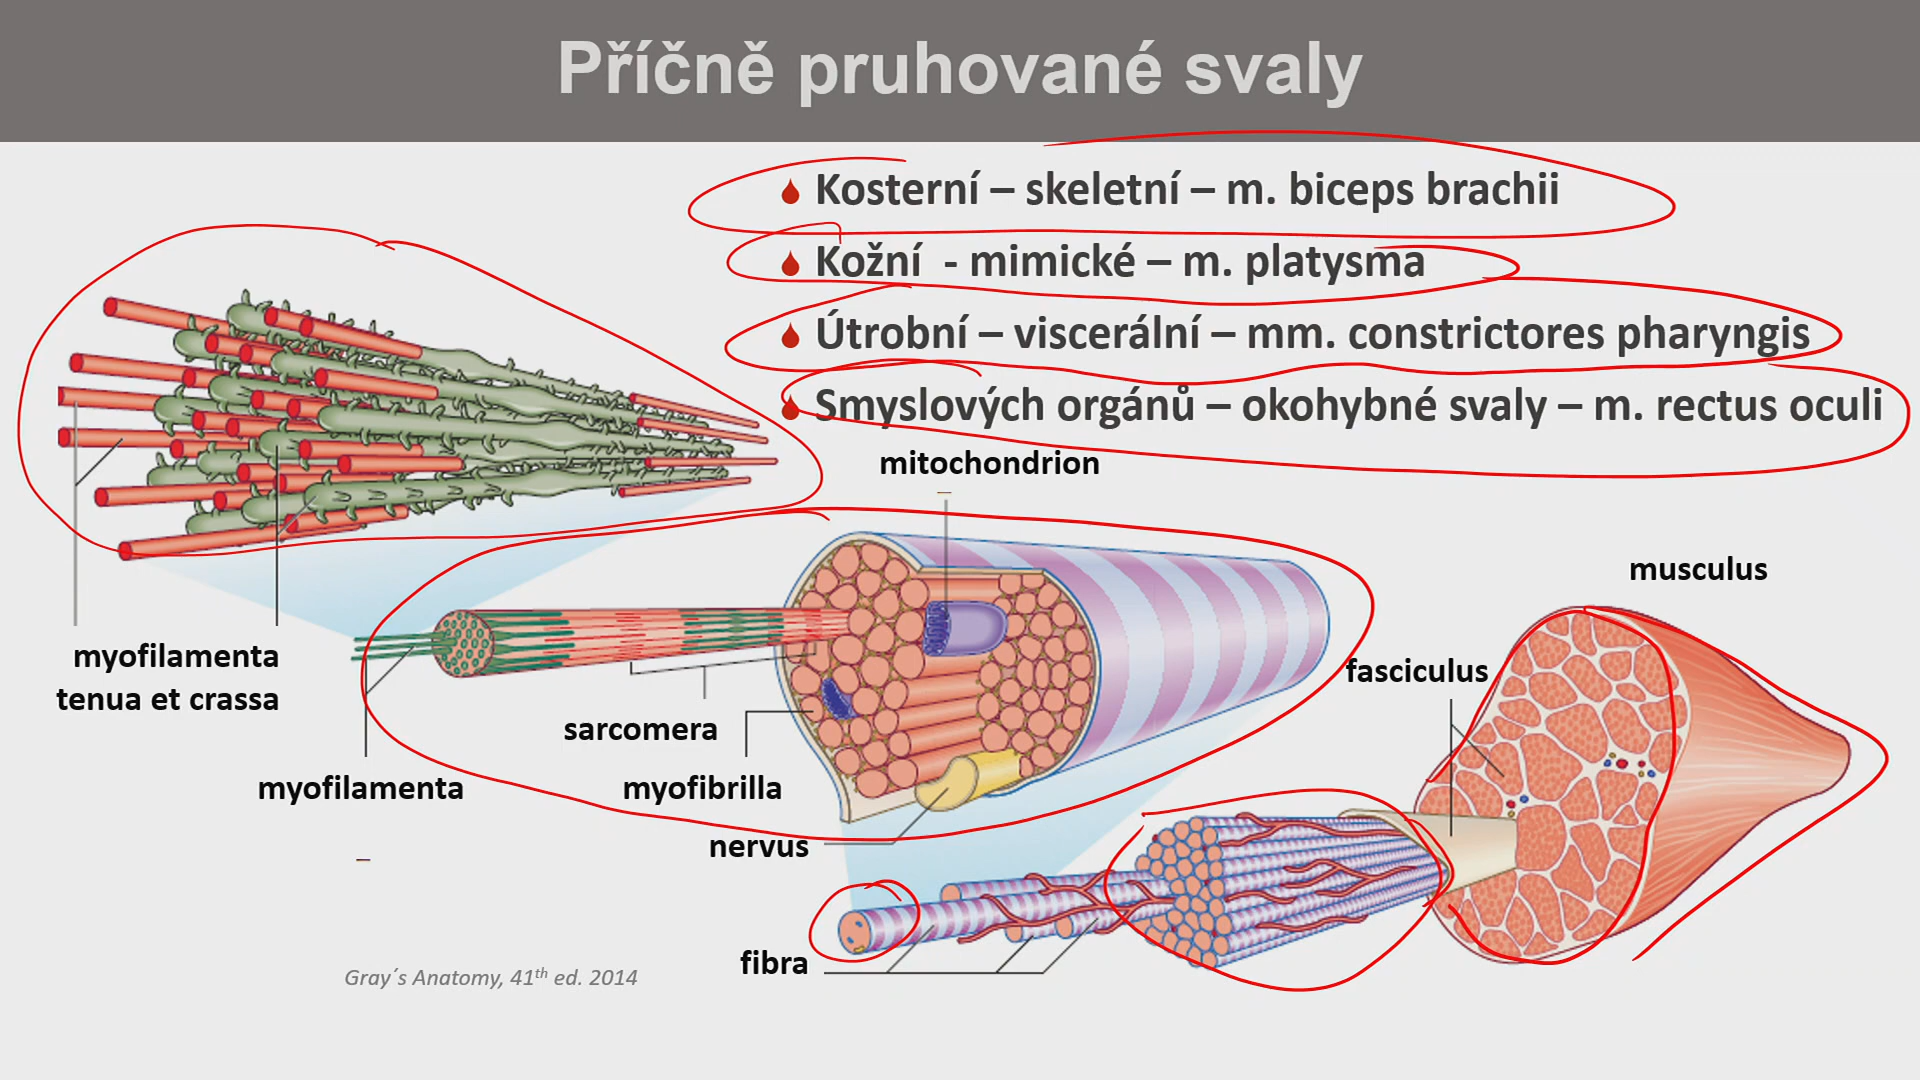 Příčně pruhované svaly
Kosterní – skeletní – m. biceps brachii
Kožní - mimické – m. platysma
Útrobní – viscerální – mm. constrictores pharyngis
Smyslových orgánů – okohybné svaly – m. rectus oculi
mitochondrion
musculus
myofilamenta
tenua et crassa
fasciculus
sarcomera
myofilamenta
myofibrilla
nervus
fibra
Gray´s Anatomy, 41th ed. 2014